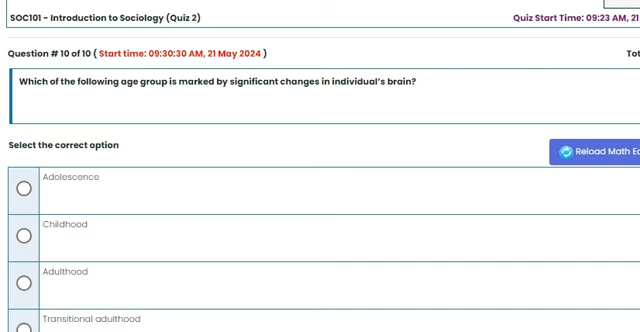 SOC101 - Introduction to Sociology (Quiz 2)
Quiz Start Time: 09:23 AM, 21
Question # 10 of 10 ( Start time: 09:30:30 AM, 21 May 2024 )
Tot
Which of the following age group is marked by significant changes in individual's brain?
Select the correct option
Reload Math Ec
Adolescence
Childhood
Adulthood
Transitional adulthood